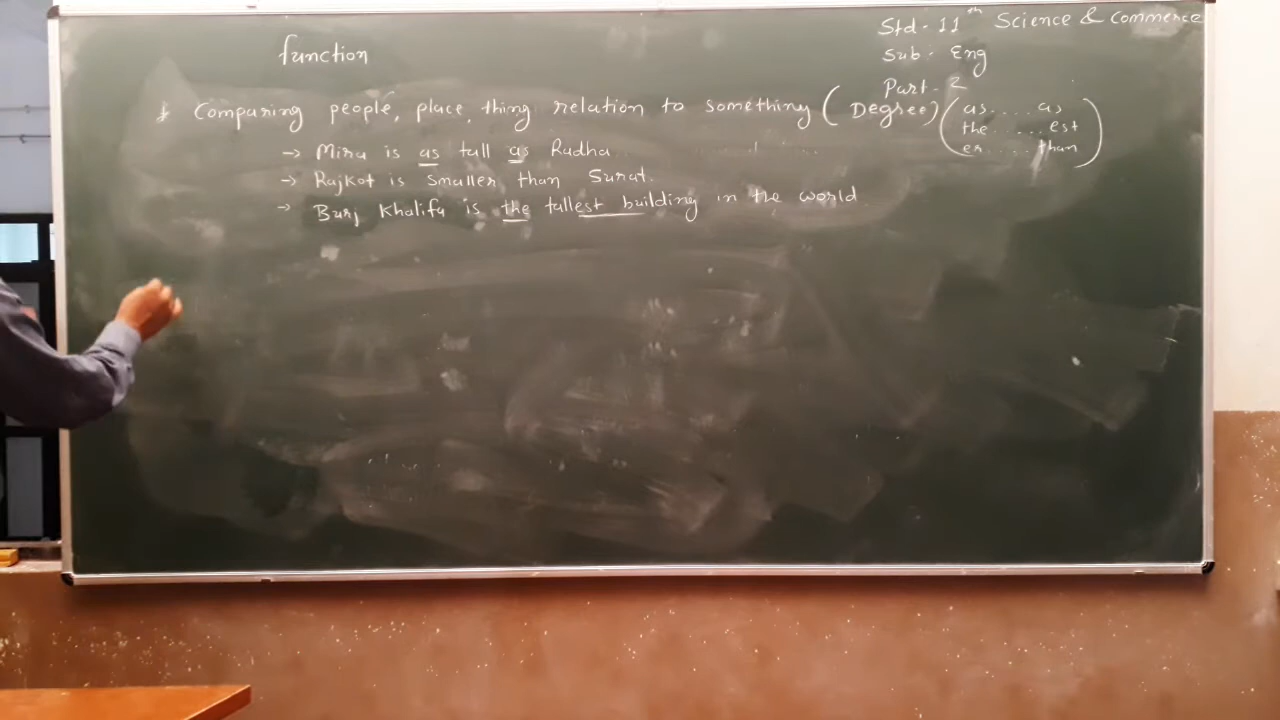 Std - 11th Science & Commerce
function
Sub - Eng
Part - 2
* Comparing people, place, thing relation to something (Degree) (as.... as
the .....est
er..... than)
→ Mira is as tall as Radha
→ Rajkot is smaller than Surat.
→ Burj Khalifa is the tallest building in the world.